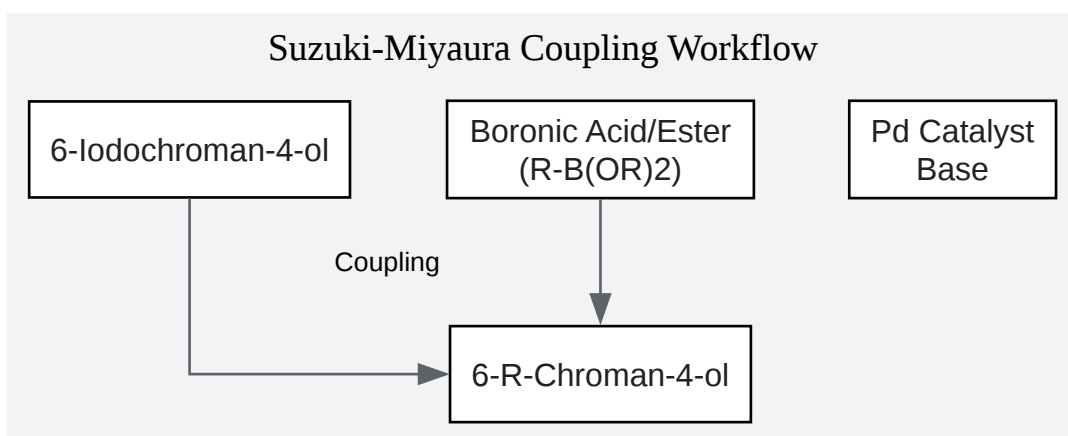 Suzuki-Miyaura Coupling Workflow
6-Iodochroman-4-ol
Boronic Acid/Ester
(R-B(OR)2)
Pd Catalyst
Base
Coupling
6-R-Chroman-4-ol